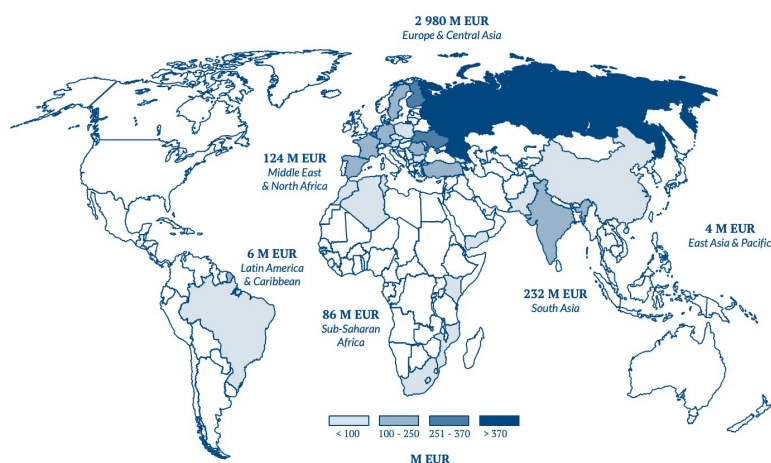 2 980 M EUR
Europe & Central Asia
124 M EUR
Middle East
& North Africa
4 M EUR
East Asia & Pacific
6 M EUR
Latin America
& Caribbean
232 M EUR
South Asia
86 M EUR
Sub-Saharan
Africa
< 100 100 - 250 251 - 370 > 370
M EUR